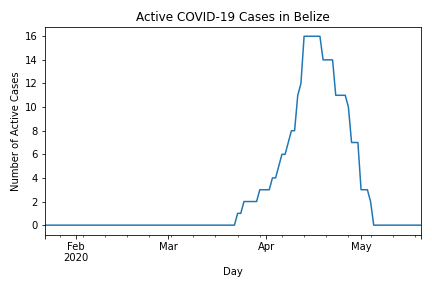 Active COVID-19 Cases in Belize
Number of Active Cases
16
14
12
10
8
6
4
2
0
Feb
2020
Mar
Apr
May
Day